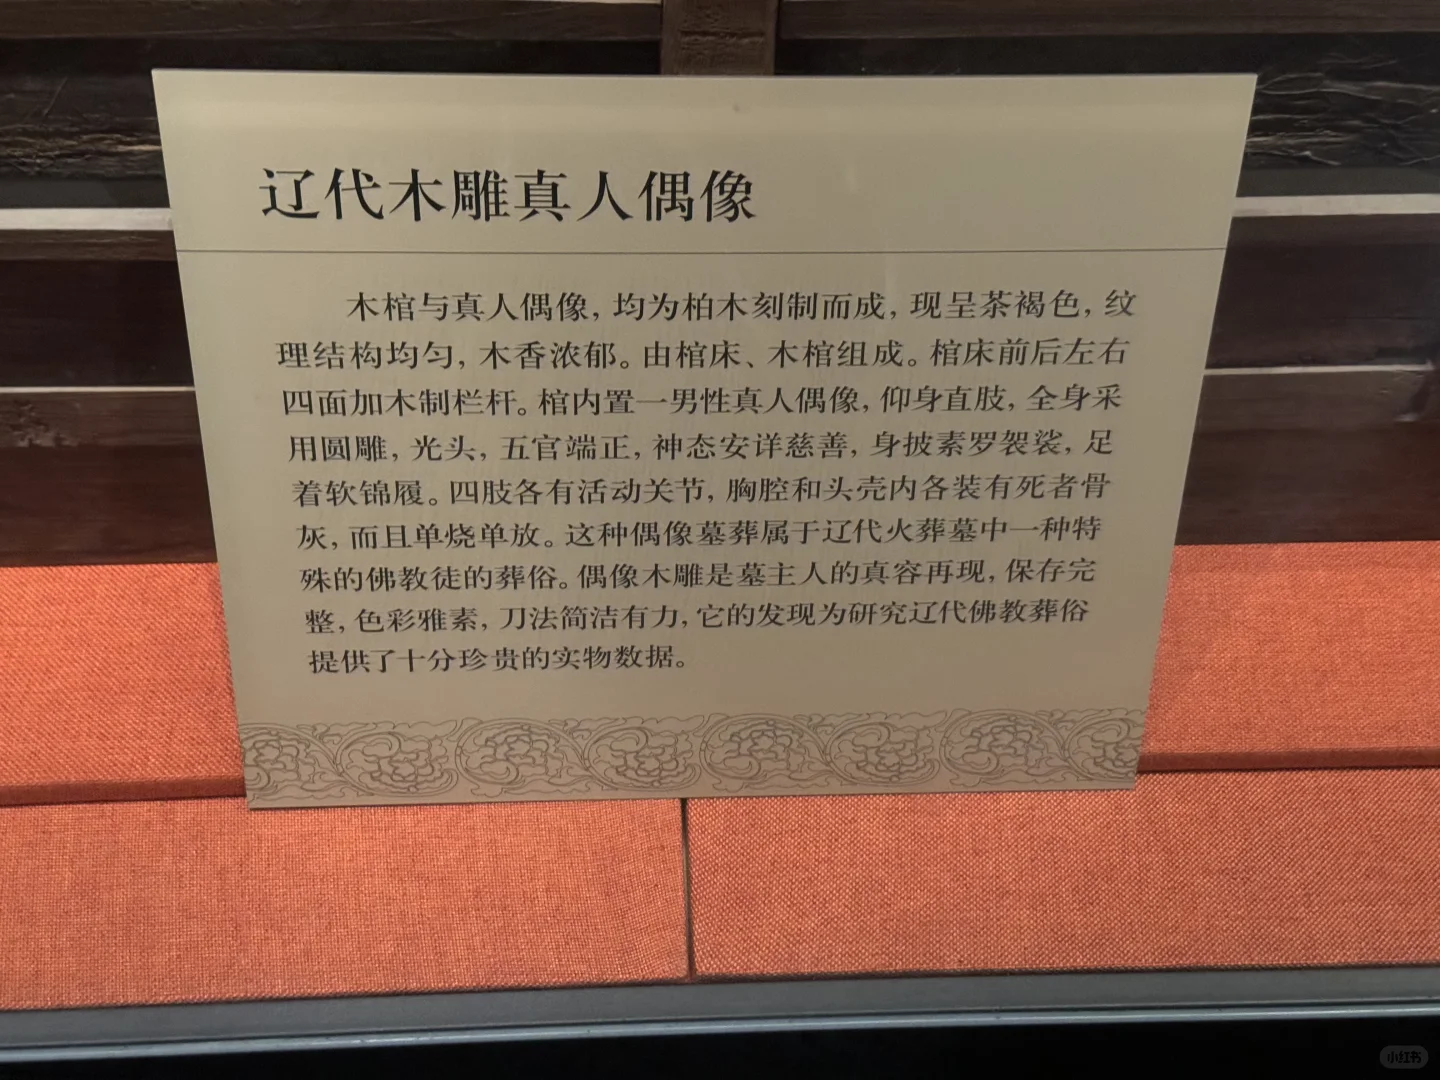 辽代木雕真人偶像
木棺与真人偶像，均为柏木刻制而成，现呈茶褐色，纹
理结构均匀，木香浓郁。由棺床、木棺组成。棺床前后左右
四面加木制栏杆。棺内置一男性真人偶像，仰身直肢，全身采
用圆雕，光头，五官端正，神态安详慈善，身披素罗袈裟，足
着软锦履。四肢各有活动关节，胸腔和头壳内各装有死者骨
灰，而且单烧单放。这种偶像墓葬属于辽代火葬墓中一种特
殊的佛教徒的葬俗。偶像木雕是墓主人的真容再现，保存完
整，色彩雅素，刀法简洁有力，它的发现为研究辽代佛教葬俗
提供了十分珍贵的实物数据。
小红书